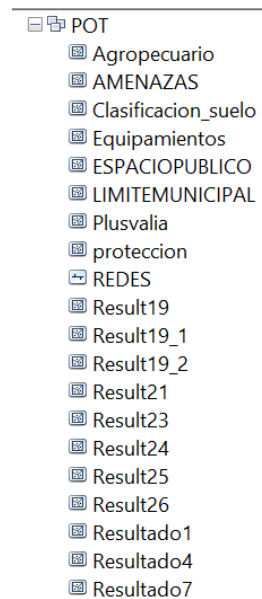 POT
Agropecuario
AMENAZAS
Clasificacion_suelo
Equipamientos
ESPACIOPUBLICO
LIMITEMUNICIPAL
Plusvalia
proteccion
REDES
Result19
Result19_1
Result19_2
Result21
Result23
Result24
Result25
Result26
Resultado1
Resultado4
Resultado7